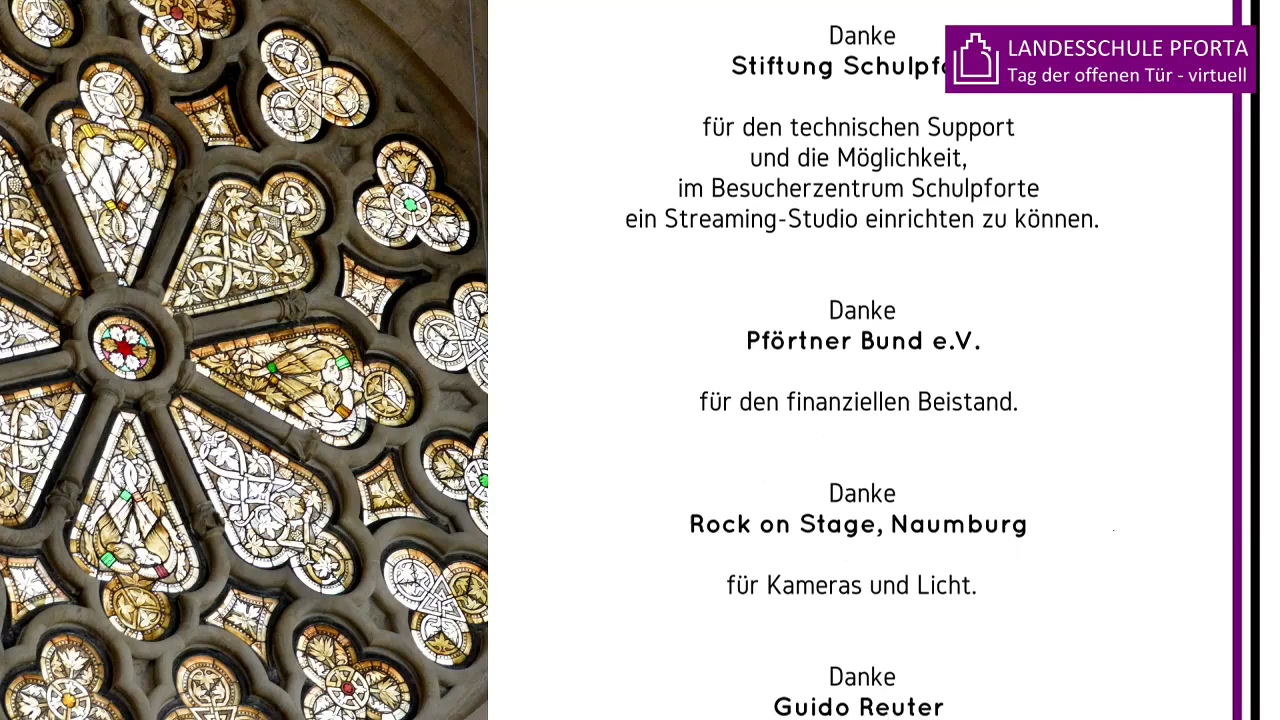 Danke
Stiftung Schulpf
LANDESSCHULE PFORTA
Tag der offenen Tür - virtuell
für den technischen Support
und die Möglichkeit,
im Besucherzentrum Schulpforte
ein Streaming-Studio einrichten zu können.
Danke
Pförtner Bund e.V.
für den finanziellen Beistand.
Danke
Rock on Stage, Naumburg
für Kameras und Licht.
Danke
Guido Reuter